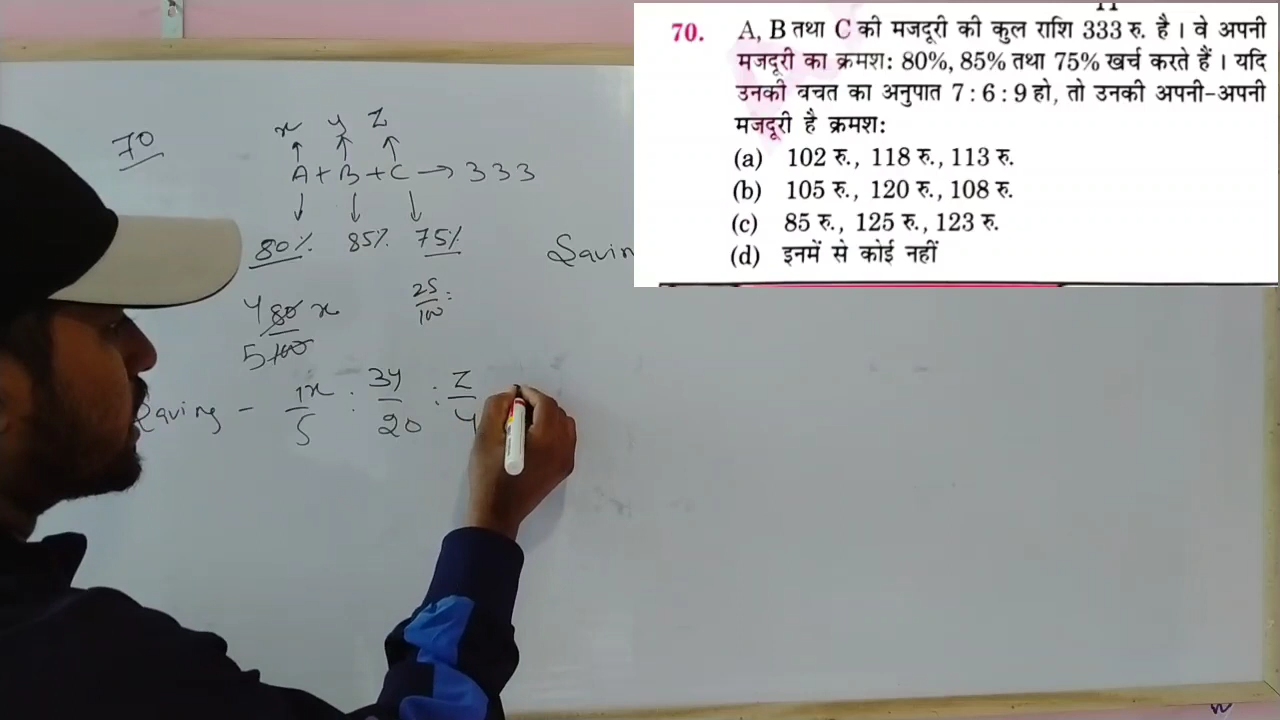 70. A, B तथा C की मजदूरी की कुल राशि 333 रु. है । वे अपनी
मजदूरी का क्रमश: 80%, 85% तथा 75% खर्च करते हैं । यदि
उनकी बचत का अनुपात 7 : 6 : 9 हो, तो उनकी अपनी-अपनी
मजदूरी है क्रमश:
(a) 102 रु., 118 रु., 113 रु.
(b) 105 रु., 120 रु., 108 रु.
(c) 85 रु., 125 रु., 123 रु.
(d) इनमें से कोई नहीं
70
x y z
A + B + C → 333
80% 85% 75%
Savin
4 80 x
5 100
25
100
Saving - 1x/5 : 3y/20 : z/4